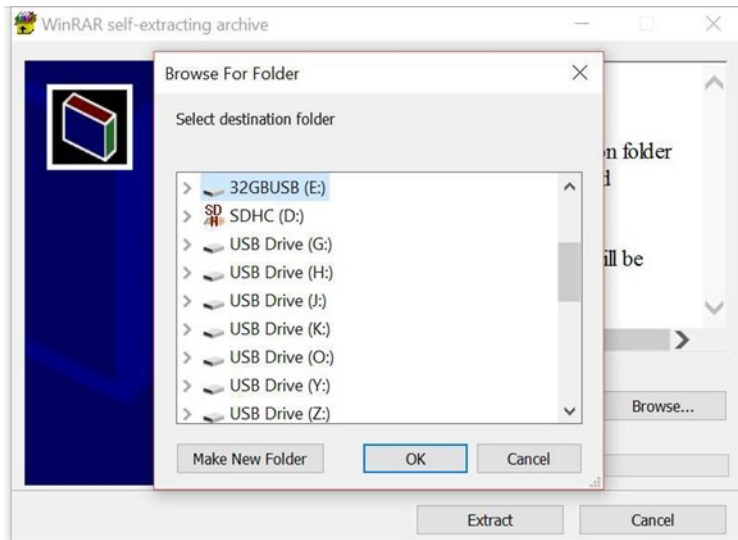 WinRAR self-extracting archive
Browse For Folder
Select destination folder
32GBUSB (E:)
SDHC (D:)
USB Drive (G:)
USB Drive (H:)
USB Drive (J:)
USB Drive (K:)
USB Drive (O:)
USB Drive (Y:)
USB Drive (Z:)
Make New Folder
OK
Cancel
folder
ill be
Browse...
Extract
Cancel